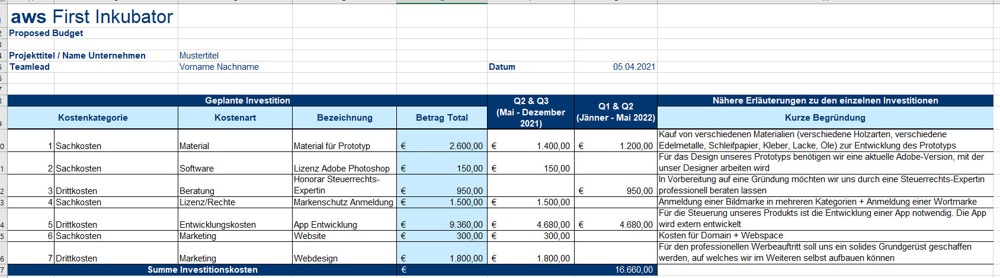 aws First Inkubator
Proposed Budget
Projekttitel / Name Unternehmen Mustertitel
Teamlead Vorname Nachname Datum 05.04.2021
Geplante Investition Q2 & Q3 (Mai - Dezember 2021) Q1 & Q2 (Jänner - Mai 2022) Nähere Erläuterungen zu den einzelnen Investitionen
Kostenkategorie Kostenart Bezeichnung Betrag Total Kurze Begründung
1 Sachkosten Material Material für Prototyp € 2.600,00 € 1.400,00 € 1.200,00 Kauf von verschiedenen Materialien (verschiedene Holzarten, verschiedene
Edelmetalle, Schleifpapier, Kleber, Lacke, Öle) zur Entwicklung des Prototyps
2 Sachkosten Software Lizenz Adobe Photoshop € 150,00 € 150,00 Für das Design unseres Prototyps benötigen wir eine aktuelle Adobe-Version, mit der
unser Designer arbeiten wird
3 Drittkosten Beratung Honorar Steuerrechts-Expertin € 950,00 € 950,00 In Vorbereitung auf eine Gründung möchten wir uns durch eine Steuerrechts-Expertin
professionell beraten lassen
4 Sachkosten Lizenz/Rechte Markenschutz Anmeldung € 1.500,00 € 1.500,00 Anmeldung einer Bildmarke in mehreren Kategorien + Anmeldung einer Wortmarke
5 Drittkosten Entwicklungskosten App Entwicklung € 9.360,00 € 4.680,00 € 4.680,00 Für die Steuerung unseres Produkts ist die Entwicklung einer App notwendig. Die App
wird extern entwickelt
6 Sachkosten Marketing Website € 300,00 € 300,00 Kosten für Domain + Webspace
7 Drittkosten Marketing Webdesign € 1.800,00 € 1.800,00 Für den professionellen Werbeauftritt soll uns ein solides Grundgerüst geschaffen
werden, auf welches wir im Weiteren selbst aufbauen können
Summe Investitionskosten € 16.660,00